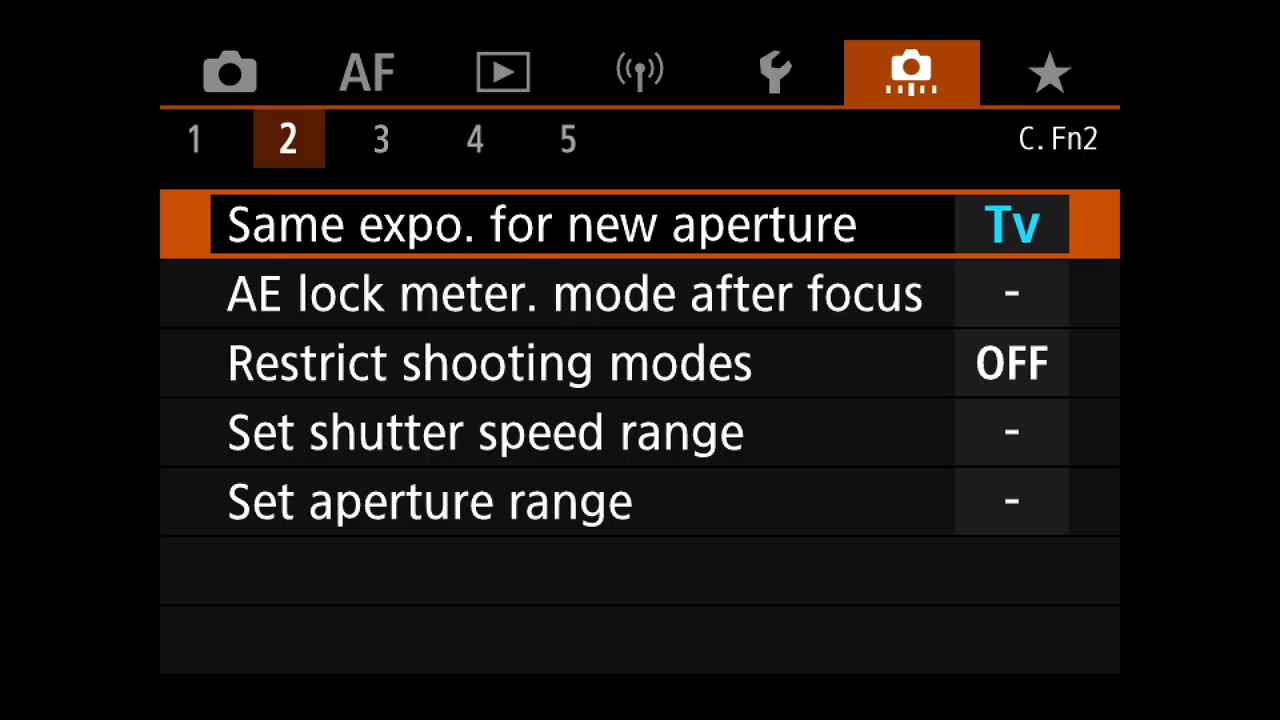 AF
1 2 3 4 5 C.Fn2
Same expo. for new aperture Tv
AE lock meter. mode after focus -
Restrict shooting modes OFF
Set shutter speed range -
Set aperture range -